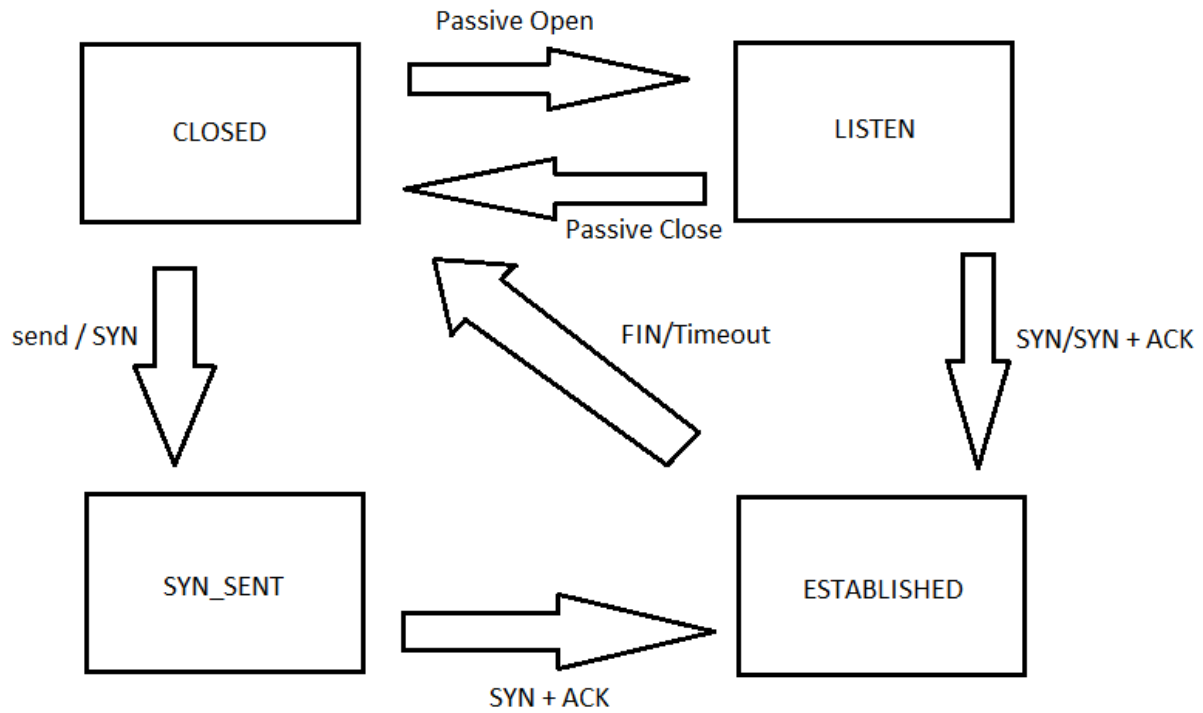 Passive Open
CLOSED
LISTEN
Passive Close
send / SYN
FIN/Timeout
SYN/SYN + ACK
SYN_SENT
ESTABLISHED
SYN + ACK